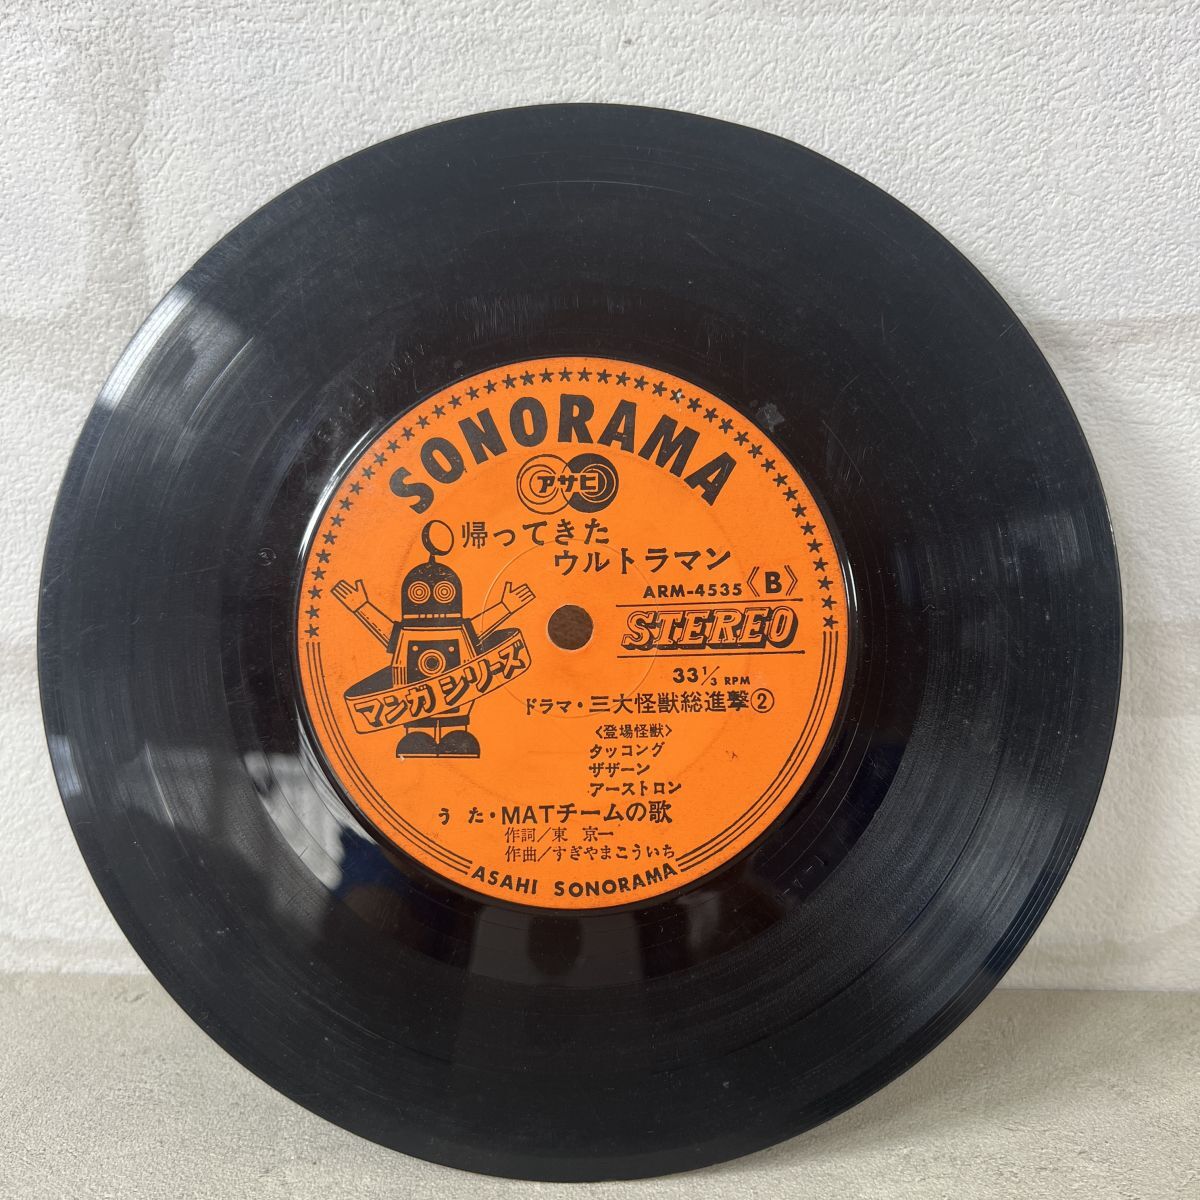 SONORAMA
アサヒ
帰ってきた
ウルトラマン
ARM-4535《B》
STEREO
33 1/3 RPM
マンガシリーズ
ドラマ・三大怪獣総進撃②
〈登場怪獣〉
タッコング
ザザーン
アーストロン
うた・MATチームの歌
作詞/東 京一
作曲/すぎやまこういち
ASAHI SONORAMA